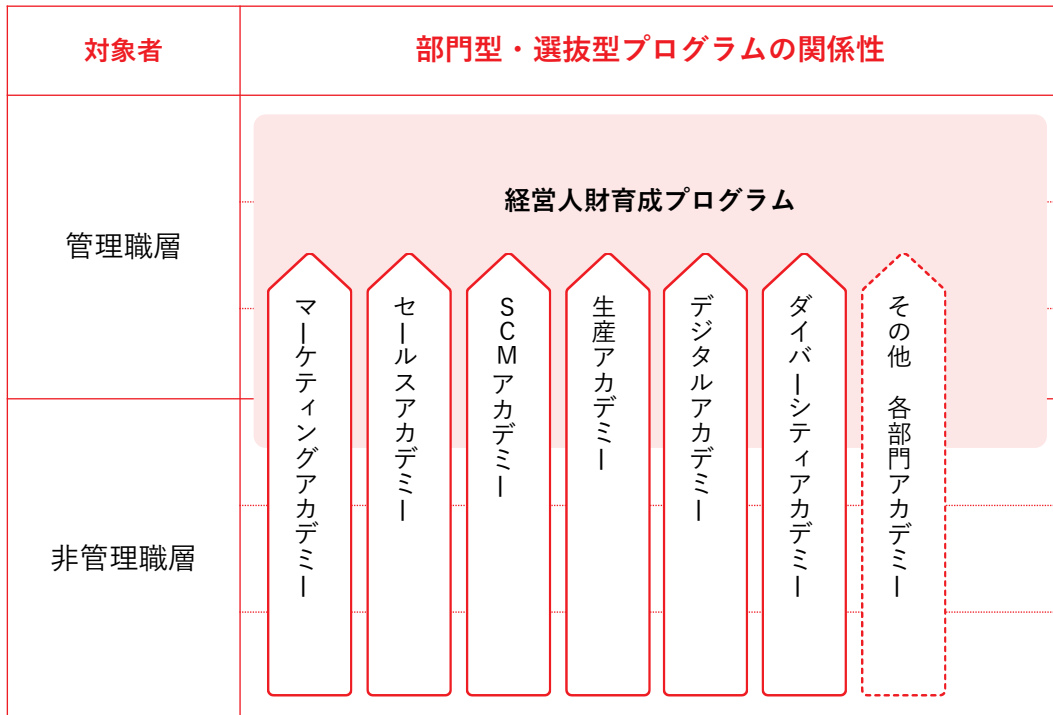 対象者
部門型・選抜型プログラムの関係性
管理職層
経営人財育成プログラム
マーケティングアカデミー
セールスアカデミー
SCMアカデミー
生産アカデミー
デジタルアカデミー
ダイバーシティアカデミー
その他 各部門アカデミー
非管理職層